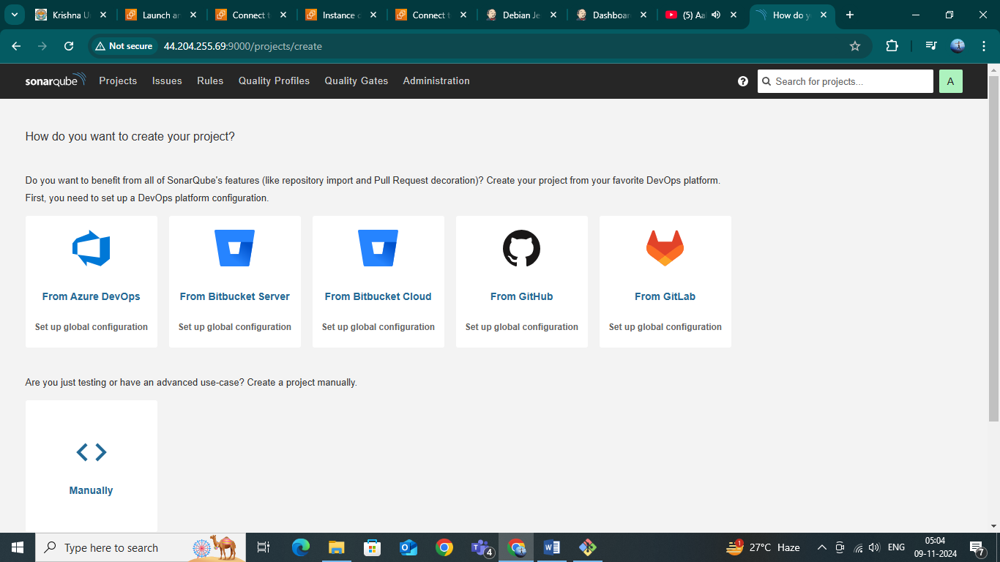 Krishna U
Launch an
Connect t
Instance d
Connect t
Debian Je
Dashboar
(5) Aa
How do y
Not secure
44.204.255.69:9000/projects/create
sonarqube
Projects
Issues
Rules
Quality Profiles
Quality Gates
Administration
Search for projects...
A
How do you want to create your project?
Do you want to benefit from all of SonarQube's features (like repository import and Pull Request decoration)? Create your project from your favorite DevOps platform.
First, you need to set up a DevOps platform configuration.
From Azure DevOps
From Bitbucket Server
From Bitbucket Cloud
From GitHub
From GitLab
Set up global configuration
Set up global configuration
Set up global configuration
Set up global configuration
Set up global configuration
Are you just testing or have an advanced use-case? Create a project manually.
Manually
Type here to search
4
1
27°C Haze
ENG
05:04
09-11-2024
7